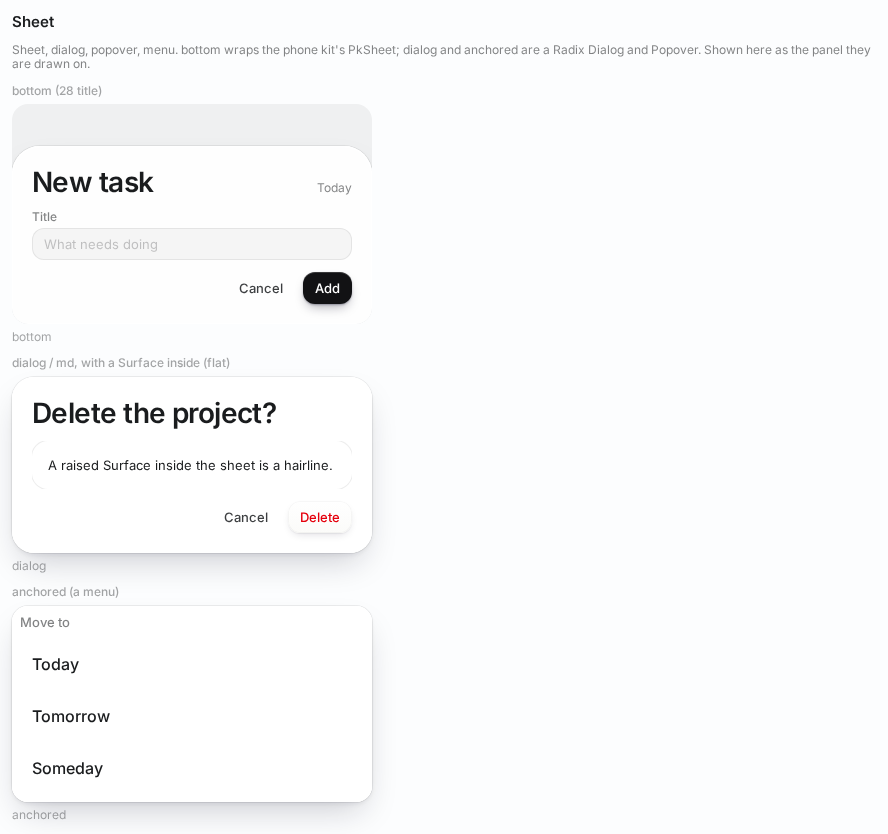 Sheet
Sheet, dialog, popover, menu. bottom wraps the phone kit's PkSheet; dialog and anchored are a Radix Dialog and Popover. Shown here as the panel they
are drawn on.
bottom (28 title)
New task
Today
Title
What needs doing
Cancel
Add
bottom
dialog / md, with a Surface inside (flat)
Delete the project?
A raised Surface inside the sheet is a hairline.
Cancel
Delete
dialog
anchored (a menu)
Move to
Today
Tomorrow
Someday
anchored